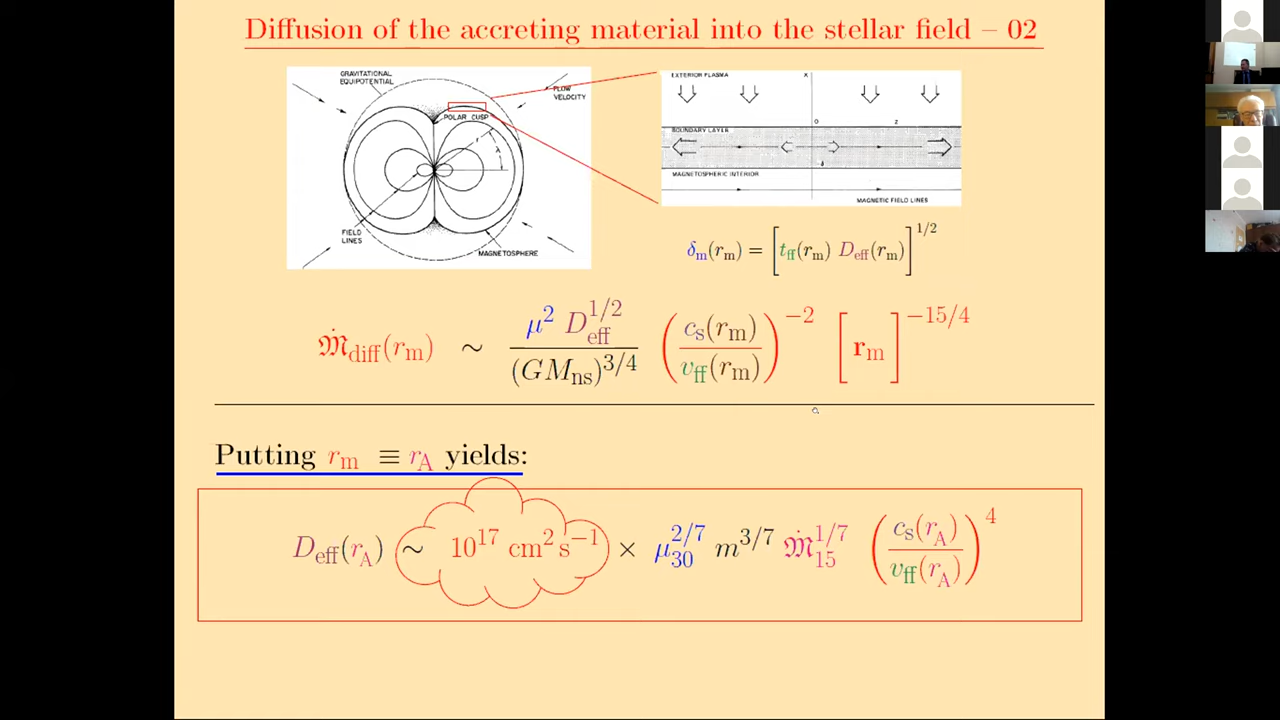 Diffusion of the accreting material into the stellar field – 02
GRAVITATIONAL
EQUIPOTENTIAL
FLOW
VELOCITY
POLAR CUSP
r
λ
FIELD
LINES
MAGNETOSPHERE
EXTERIOR PLASMA
X
O
Z
BOUNDARY LAYER
δ
MAGNETOSPHERIC INTERIOR
MAGNETIC FIELD LINES
δ_m(r_m) = [t_ff(r_m) D_eff(r_m)]^{1/2}
𝔐̇_diff(r_m) ∼ μ² D_eff^{1/2} / (GM_ns)^{3/4} (c_s(r_m) / v_ff(r_m))^{−2} [r_m]^{−15/4}
Putting r_m ≡ r_A yields:
D_eff(r_A) ∼ 10^{17} cm² s^{−1} × μ_30^{2/7} m^{3/7} 𝔐̇_15^{1/7} (c_s(r_A) / v_ff(r_A))^4